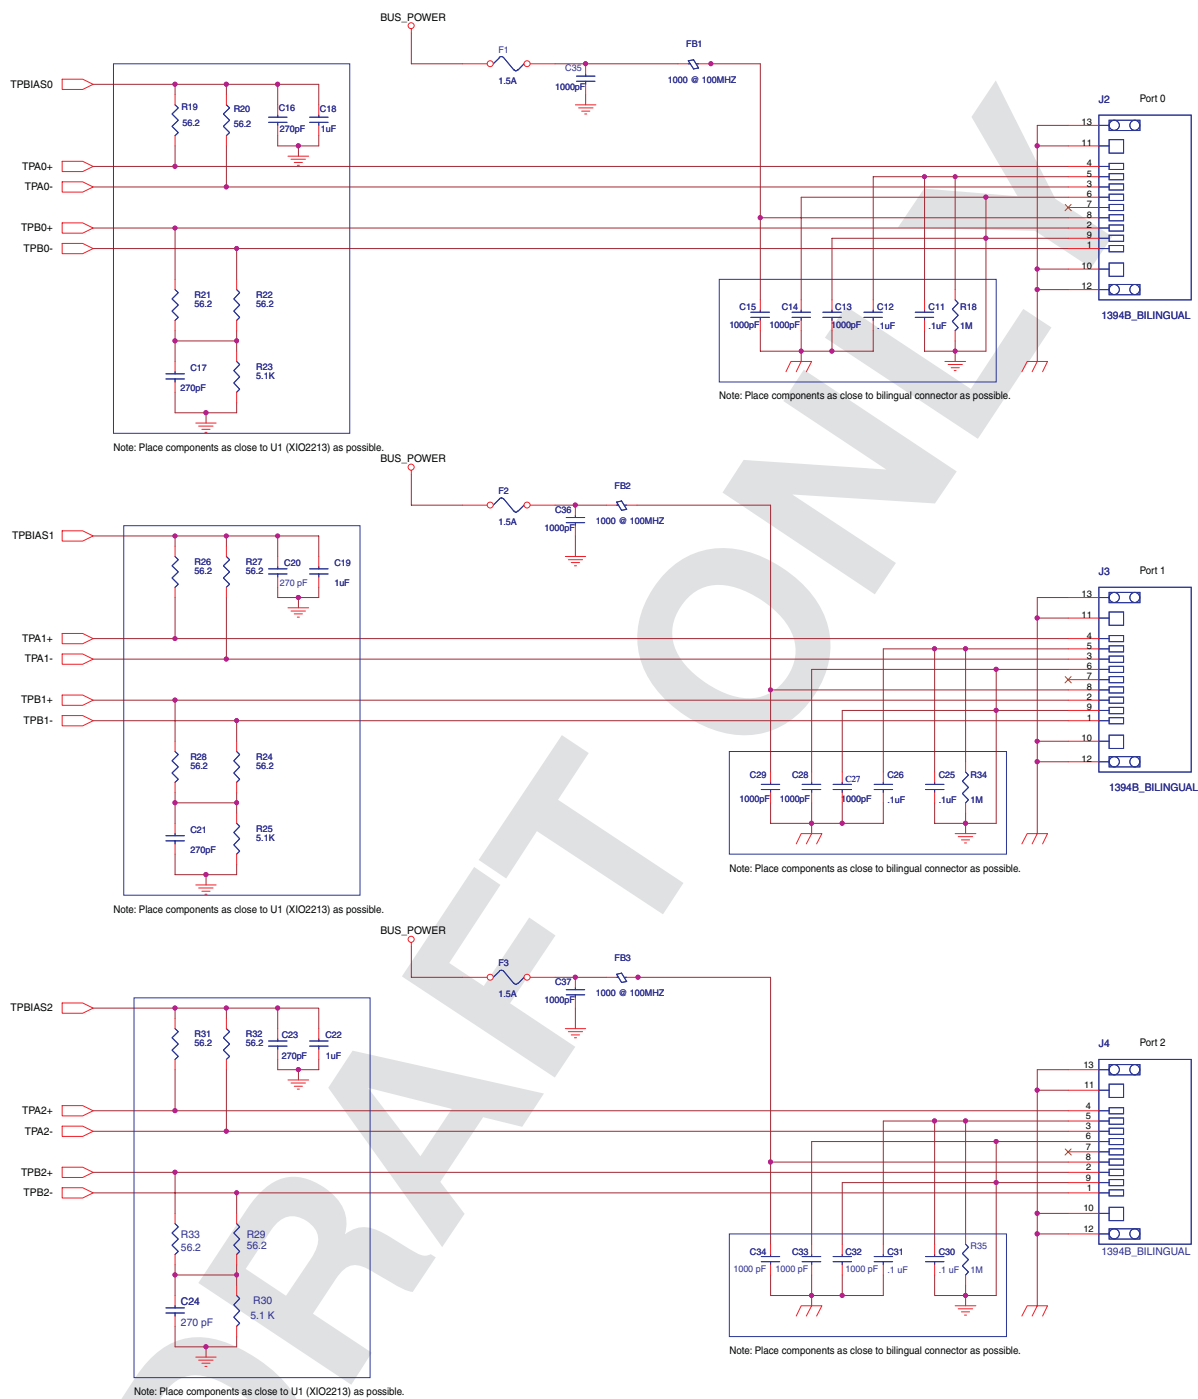 BUS_POWER
F1
1.5A
C35
1000pF
FB1
1000 @ 100MHZ
TPBIAS0
R19
56.2
R20
56.2
C16
270pF
C18
1uF
TPA0+
TPA0-
TPB0+
TPB0-
R21
56.2
R22
56.2
C17
270pF
R23
5.1K
Note: Place components as close to U1 (XIO2213) as possible.
J2
Port 0
13
11
4
5
3
6
7
8
2
9
1
10
12
1394B_BILINGUAL
C15
1000pF
C14
1000pF
C13
1000pF
C12
.1uF
C11
.1uF
R18
1M
Note: Place components as close to bilingual connector as possible.
BUS_POWER
F2
1.5A
C36
1000pF
FB2
1000 @ 100MHZ
TPBIAS1
R26
56.2
R27
56.2
C20
270 pF
C19
1uF
TPA1+
TPA1-
TPB1+
TPB1-
R28
56.2
R24
56.2
C21
270pF
R25
5.1K
Note: Place components as close to U1 (XIO2213) as possible.
J3
Port 1
13
11
4
5
3
6
7
8
2
9
1
10
12
1394B_BILINGUAL
C29
1000pF
C28
1000pF
C27
1000pF
C26
.1uF
C25
.1uF
R34
1M
Note: Place components as close to bilingual connector as possible.
BUS_POWER
F3
1.5A
C37
1000pF
FB3
1000 @ 100MHZ
TPBIAS2
R31
56.2
R32
56.2
C23
270pF
C22
1uF
TPA2+
TPA2-
TPB2+
TPB2-
R33
56.2
R29
56.2
C24
270 pF
R30
5.1 K
Note: Place components as close to U1 (XIO2213) as possible.
J4
Port 2
13
11
4
5
3
6
7
8
2
9
1
10
12
1394B_BILINGUAL
C34
1000 pF
C33
1000 pF
C32
1000 pF
C31
.1 uF
C30
.1 uF
R35
1M
Note: Place components as close to bilingual connector as possible.
DRAFT ONLY